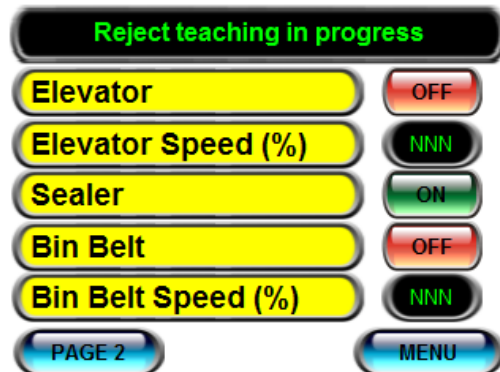 Reject teaching in progress
Elevator OFF
Elevator Speed (%) NNN
Sealer ON
Bin Belt OFF
Bin Belt Speed (%) NNN
PAGE 2 MENU